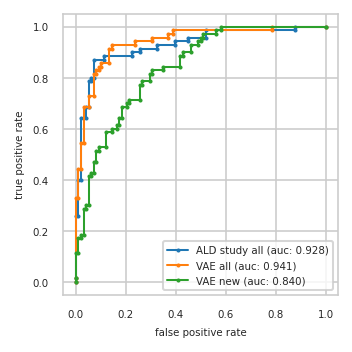 1.0
0.8
0.6
0.4
0.2
0.0
true positive rate
ALD study all (auc: 0.928)
VAE all (auc: 0.941)
VAE new (auc: 0.840)
0.0 0.2 0.4 0.6 0.8 1.0
false positive rate